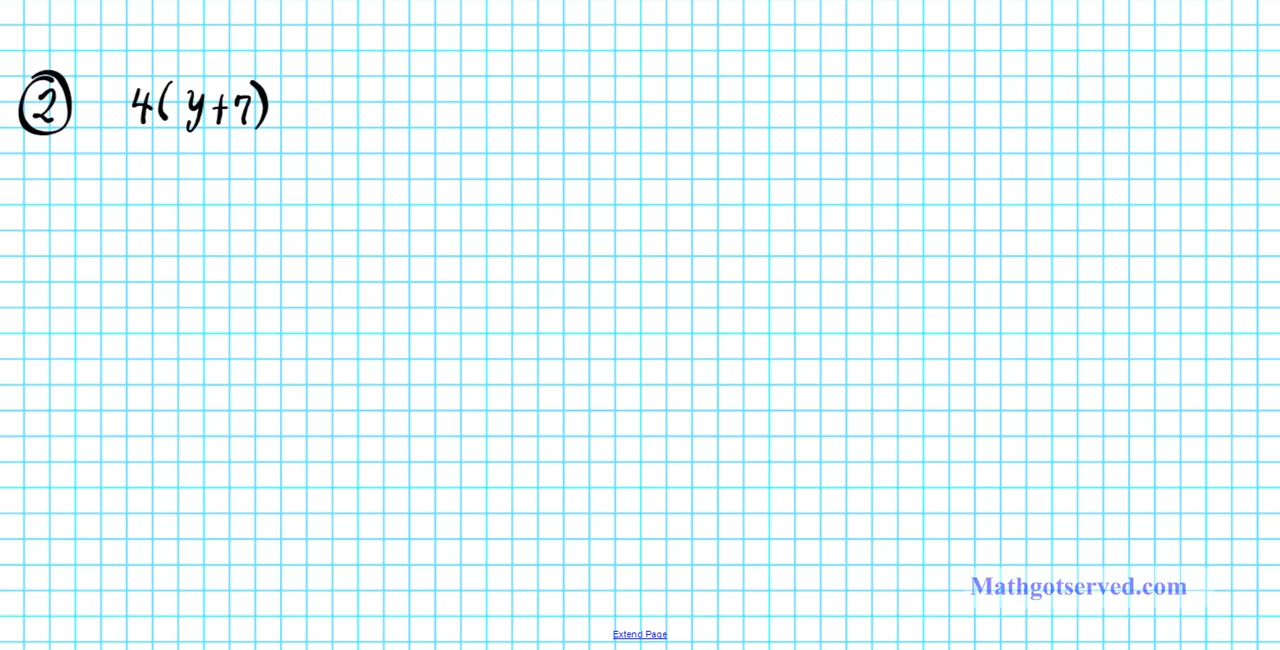 ② 4(y+7)
Mathgotserved.com
Extend Page